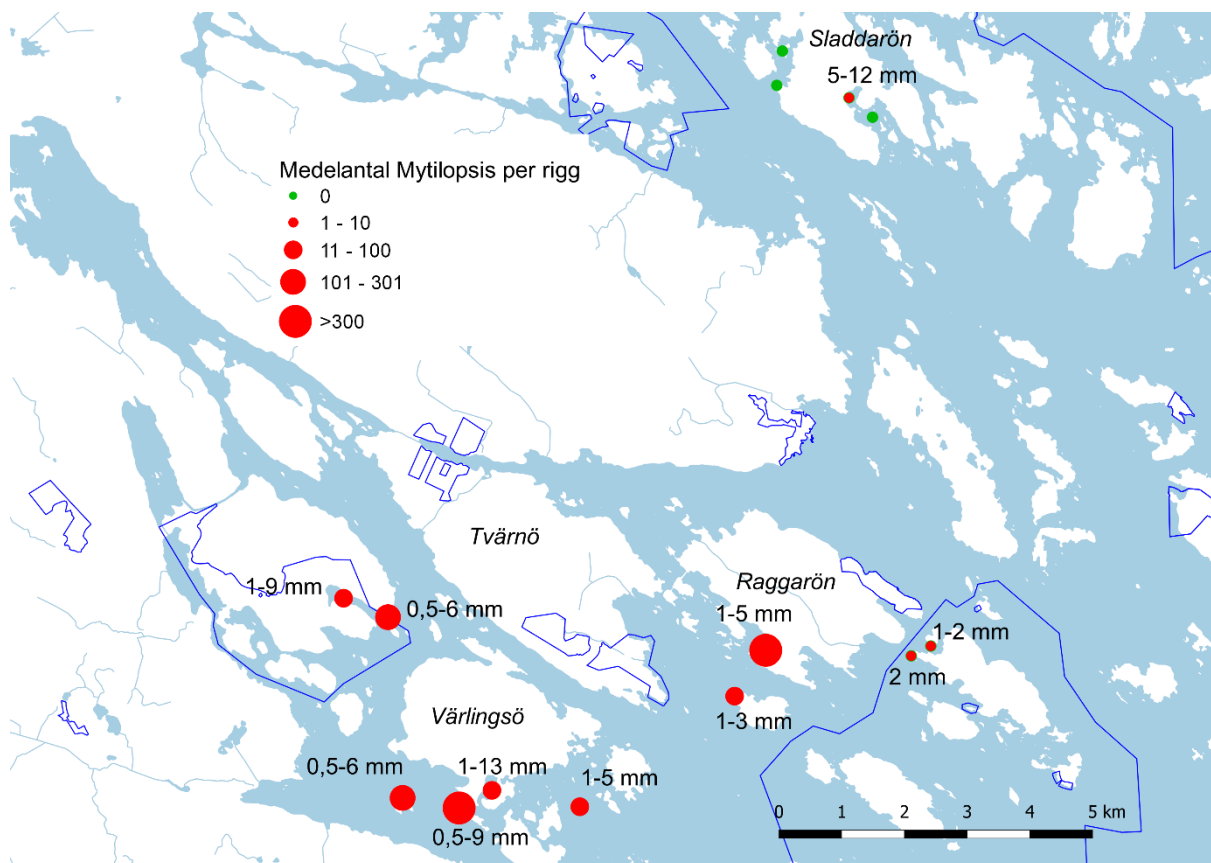 Sladdarön
5-12 mm
Medelantal Mytilopsis per rigg
0
1 - 10
11 - 100
101 - 301
>300
Tvärnö
Raggarön
1-9 mm
0,5-6 mm
1-5 mm
1-2 mm
2 mm
1-3 mm
Värlingsö
0,5-6 mm
1-13 mm
1-5 mm
0,5-9 mm
0 1 2 3 4 5 km